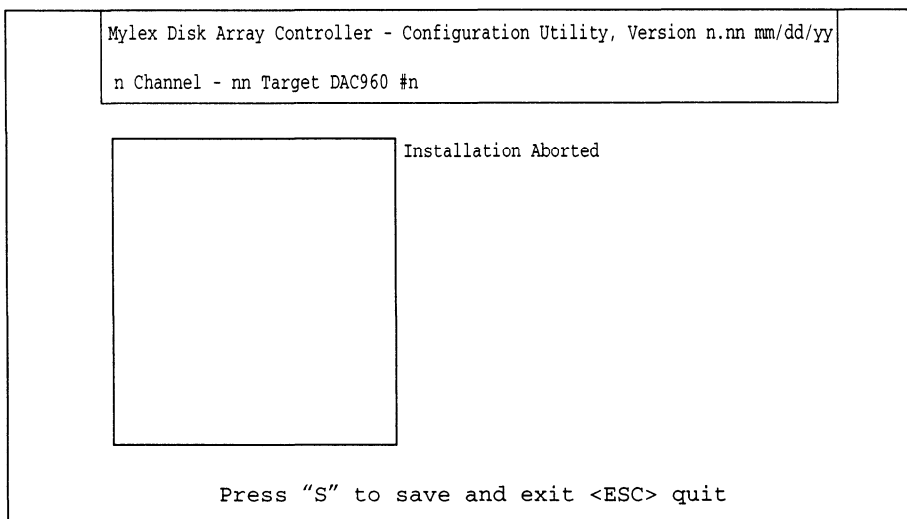 Mylex Disk Array Controller - Configuration Utility, Version n.nn mm/dd/yy
n Channel - nn Target DAC960 #n
Installation Aborted
Press “S” to save and exit <ESC> quit